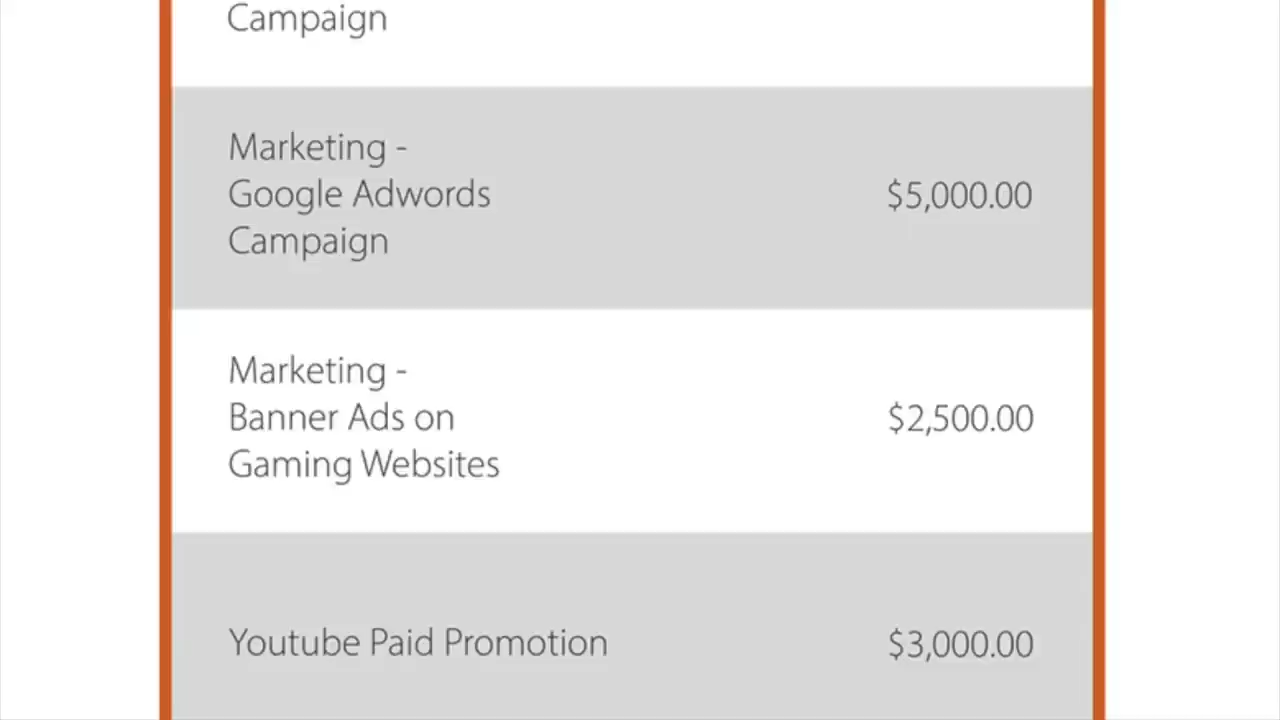 Campaign
Marketing -
Google Adwords
Campaign
$5,000.00
Marketing -
Banner Ads on
Gaming Websites
$2,500.00
Youtube Paid Promotion
$3,000.00